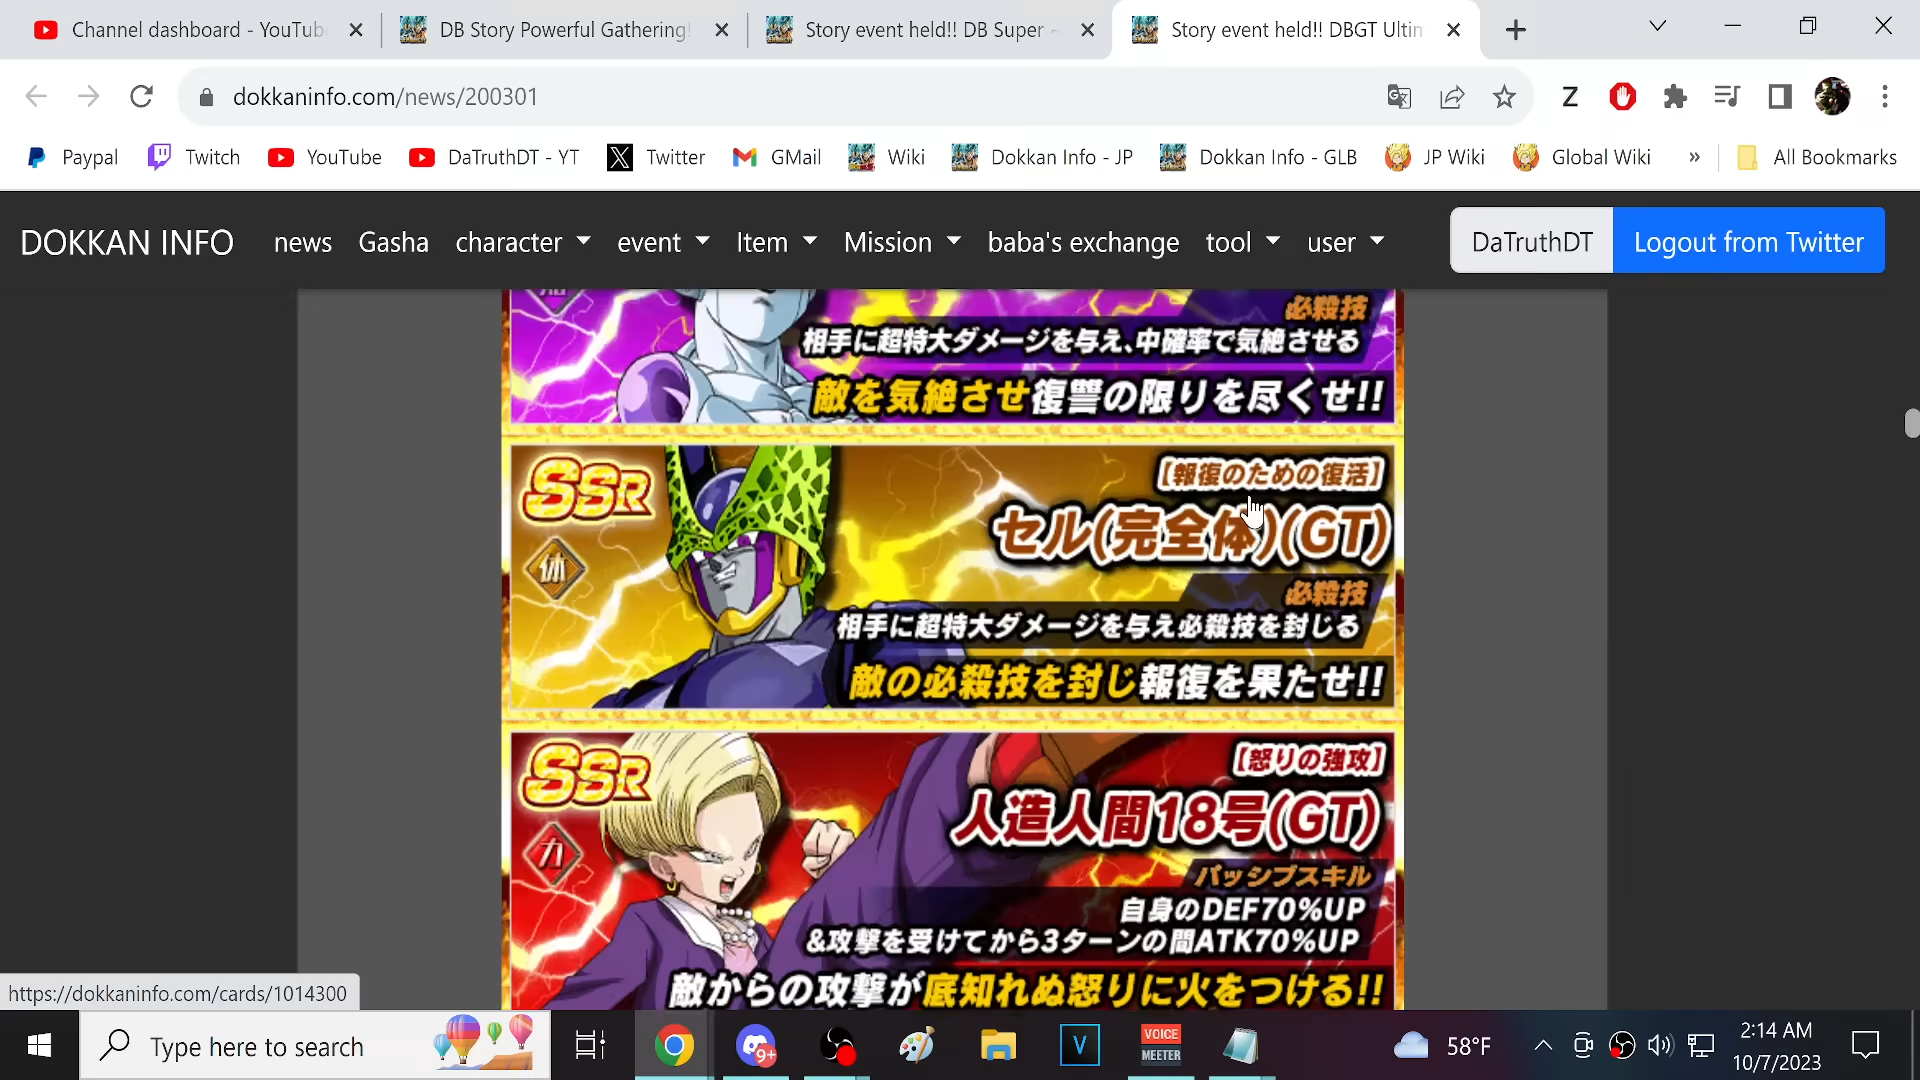 Channel dashboard - YouTub
DB Story Powerful Gathering!
Story event held!! DB Super ~
Story event held!! DBGT Ultim
dokkaninfo.com/news/200301
Z
Paypal
Twitch
YouTube
DaTruthDT - YT
Twitter
GMail
Wiki
Dokkan Info - JP
Dokkan Info - GLB
JP Wiki
Global Wiki
»
All Bookmarks
DOKKAN INFO
news
Gasha
character
event
Item
Mission
baba's exchange
tool
user
DaTruthDT
Logout from Twitter
必殺技
相手に超特大ダメージを与え、中確率で気絶させる
敵を気絶させ復讐の限りを尽くせ!!
SSR
【報復のための復活】
セル(完全体)(GT)
体
必殺技
相手に超特大ダメージを与え必殺技を封じる
敵の必殺技を封じ報復を果たせ!!
SSR
【怒りの強攻】
人造人間18号(GT)
力
パッシブスキル
自身のDEF70%UP
&攻撃を受けてから3ターンの間ATK70%UP
敵からの攻撃が底知れぬ怒りに火をつける!!
https://dokkaninfo.com/cards/1014300
Type here to search
9+
V
VOICE
MEETER
58°F
2:14 AM
10/7/2023